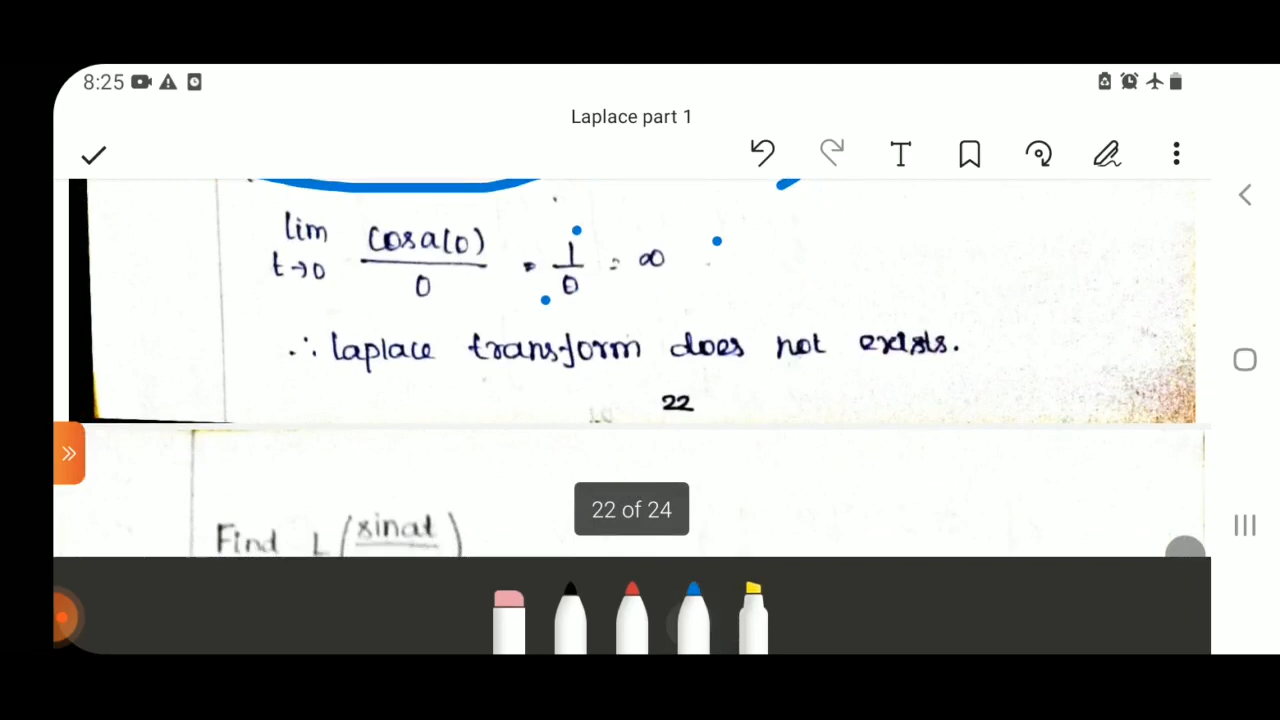 8:25
Laplace part 1
T
lim t→0 cosa(0)/0 = 1/0 = ∞
∴ laplace transform does not exists.
22
22 of 24
Find L (sinat